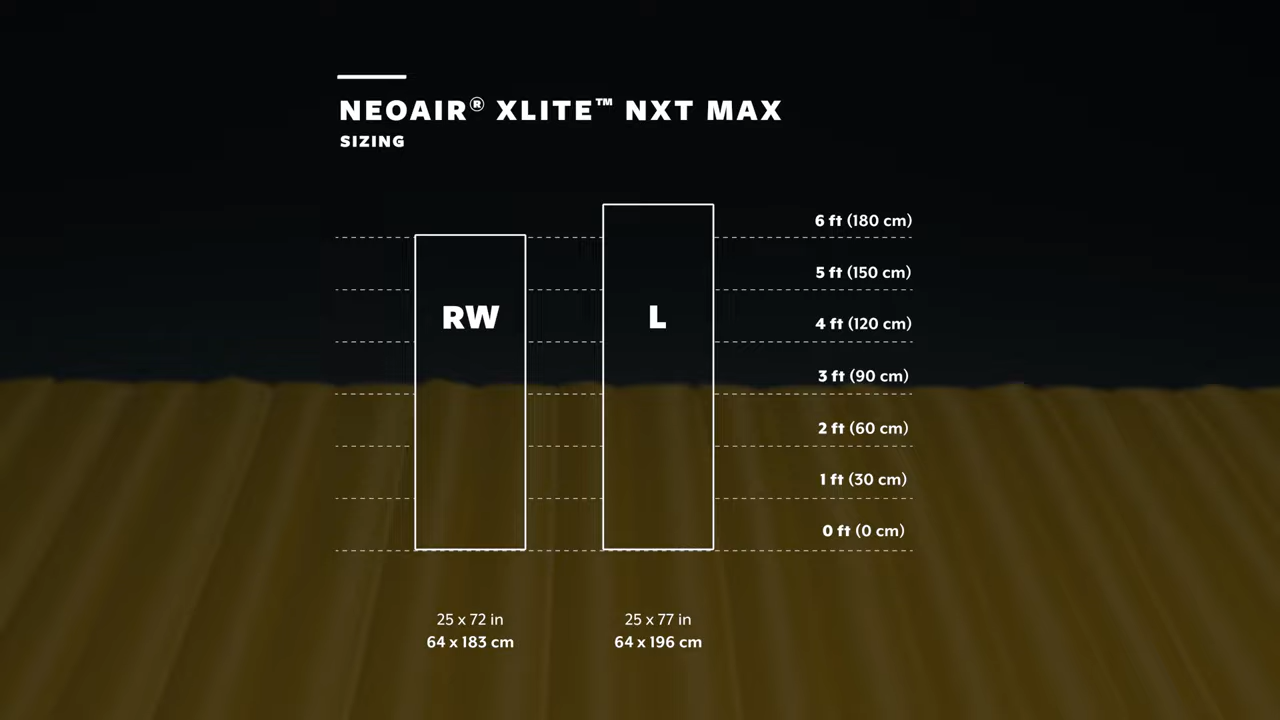 NEOAIR® XLITE™ NXT MAX
SIZING
6 ft (180 cm)
5 ft (150 cm)
RW
L
4 ft (120 cm)
3 ft (90 cm)
2 ft (60 cm)
1 ft (30 cm)
0 ft (0 cm)
25 x 72 in
64 x 183 cm
25 x 77 in
64 x 196 cm